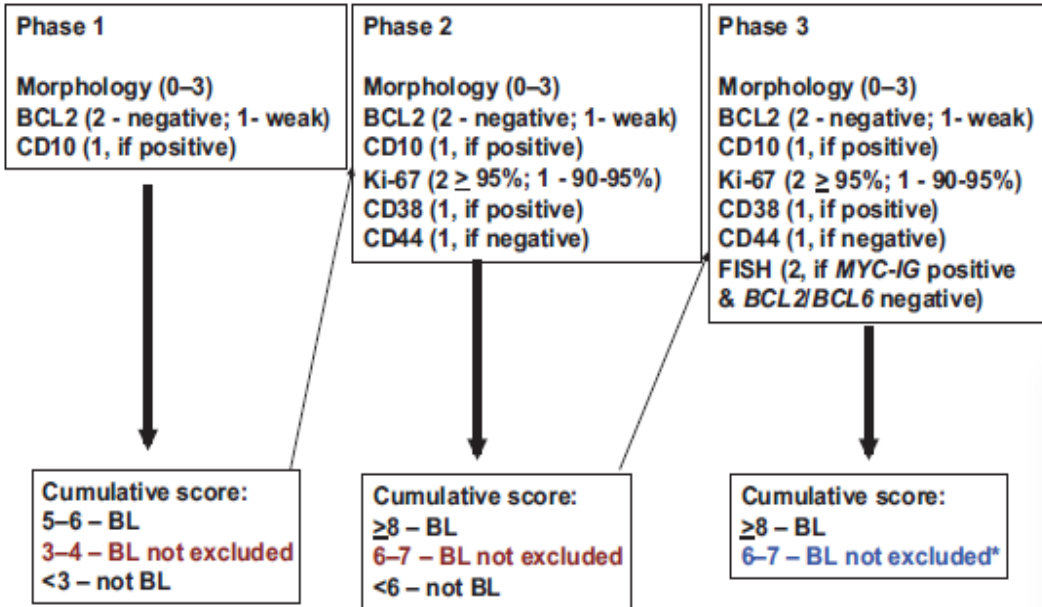 Phase 1
Morphology (0–3)
BCL2 (2 - negative; 1- weak)
CD10 (1, if positive)
Cumulative score:
5–6 – BL
3–4 – BL not excluded
<3 – not BL
Phase 2
Morphology (0–3)
BCL2 (2 - negative; 1- weak)
CD10 (1, if positive)
Ki-67 (2 ≥ 95%; 1 - 90-95%)
CD38 (1, if positive)
CD44 (1, if negative)
Cumulative score:
≥8 – BL
6–7 – BL not excluded
<6 – not BL
Phase 3
Morphology (0–3)
BCL2 (2 - negative; 1- weak)
CD10 (1, if positive)
Ki-67 (2 ≥ 95%; 1 - 90-95%)
CD38 (1, if positive)
CD44 (1, if negative)
FISH (2, if MYC-IG positive
& BCL2/BCL6 negative)
Cumulative score:
≥8 – BL
6–7 – BL not excluded*